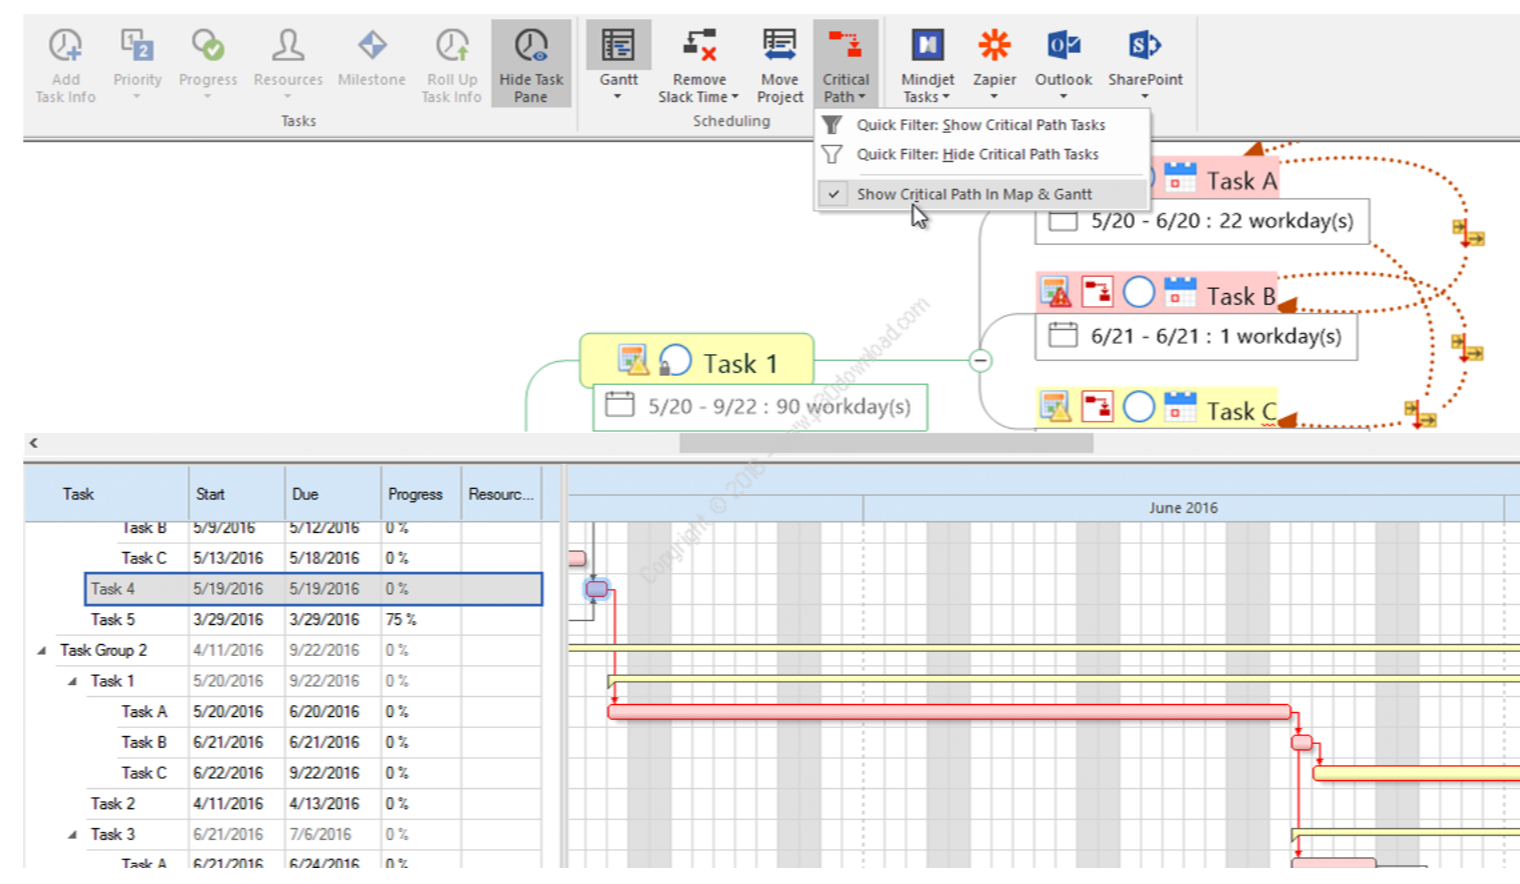 Add Task Info
Priority
Progress
Resources
Milestone
Roll Up Task Info
Hide Task Pane
Gantt
Remove Slack Time
Move Project
Critical Path
Mindjet Tasks
Zapier
Outlook
SharePoint
Tasks
Scheduling
Quick Filter: Show Critical Path Tasks
Quick Filter: Hide Critical Path Tasks
Show Critical Path In Map & Gantt
Task A
5/20 - 6/20 : 22 workday(s)
Task B
6/21 - 6/21 : 1 workday(s)
Task 1
5/20 - 9/22 : 90 workday(s)
Task C
Copyright © 2016 - www.p30download.com
Task Start Due Progress Resourc...
June 2016
Task B 5/9/2016 5/12/2016 0 %
Task C 5/13/2016 5/18/2016 0 %
Task 4 5/19/2016 5/19/2016 0 %
Task 5 3/29/2016 3/29/2016 75 %
Task Group 2 4/11/2016 9/22/2016 0 %
Task 1 5/20/2016 9/22/2016 0 %
Task A 5/20/2016 6/20/2016 0 %
Task B 6/21/2016 6/21/2016 0 %
Task C 6/22/2016 9/22/2016 0 %
Task 2 4/11/2016 4/13/2016 0 %
Task 3 6/21/2016 7/6/2016 0 %
Task A 6/21/2016 6/24/2016 0 %